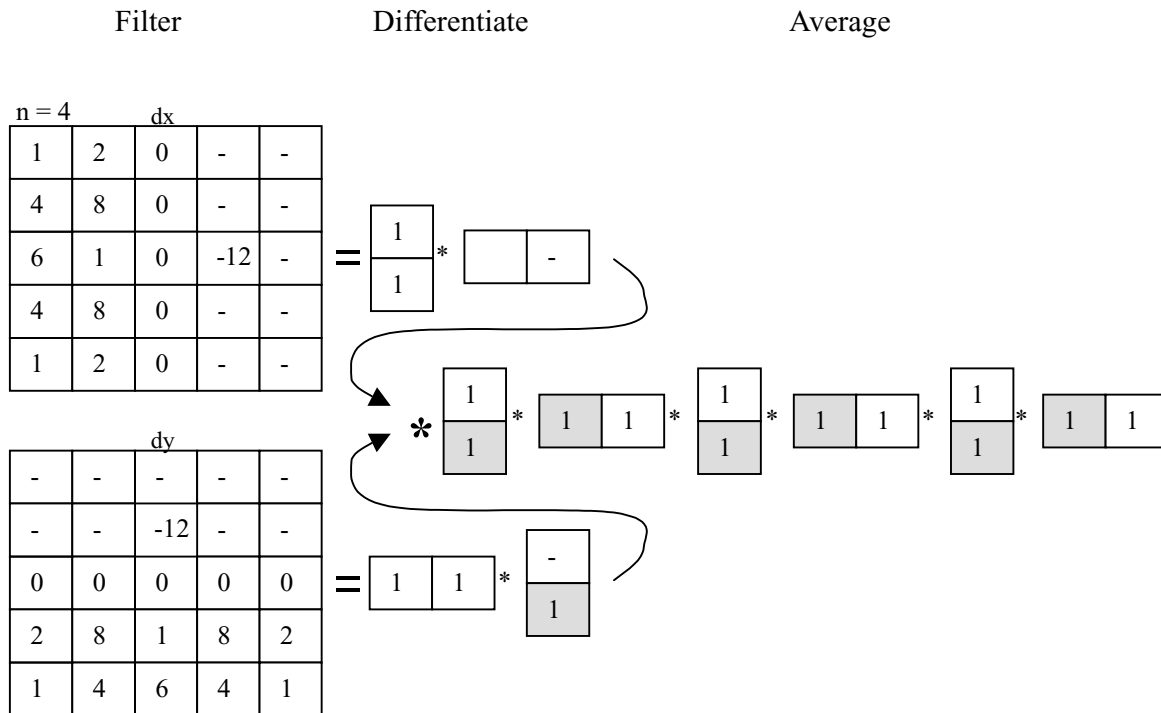 Filter Differentiate Average
n = 4 dx
1 2 0 - -
4 8 0 - -
6 1 0 -12 -
4 8 0 - -
1 2 0 - -
=
1
1
*
-
dy
- - - - -
- - -12 - -
0 0 0 0 0
2 8 1 8 2
1 4 6 4 1
=
1 1
*
-
1
*
1
1
*
1 1
*
1
1
*
1 1
*
1
1
*
1 1